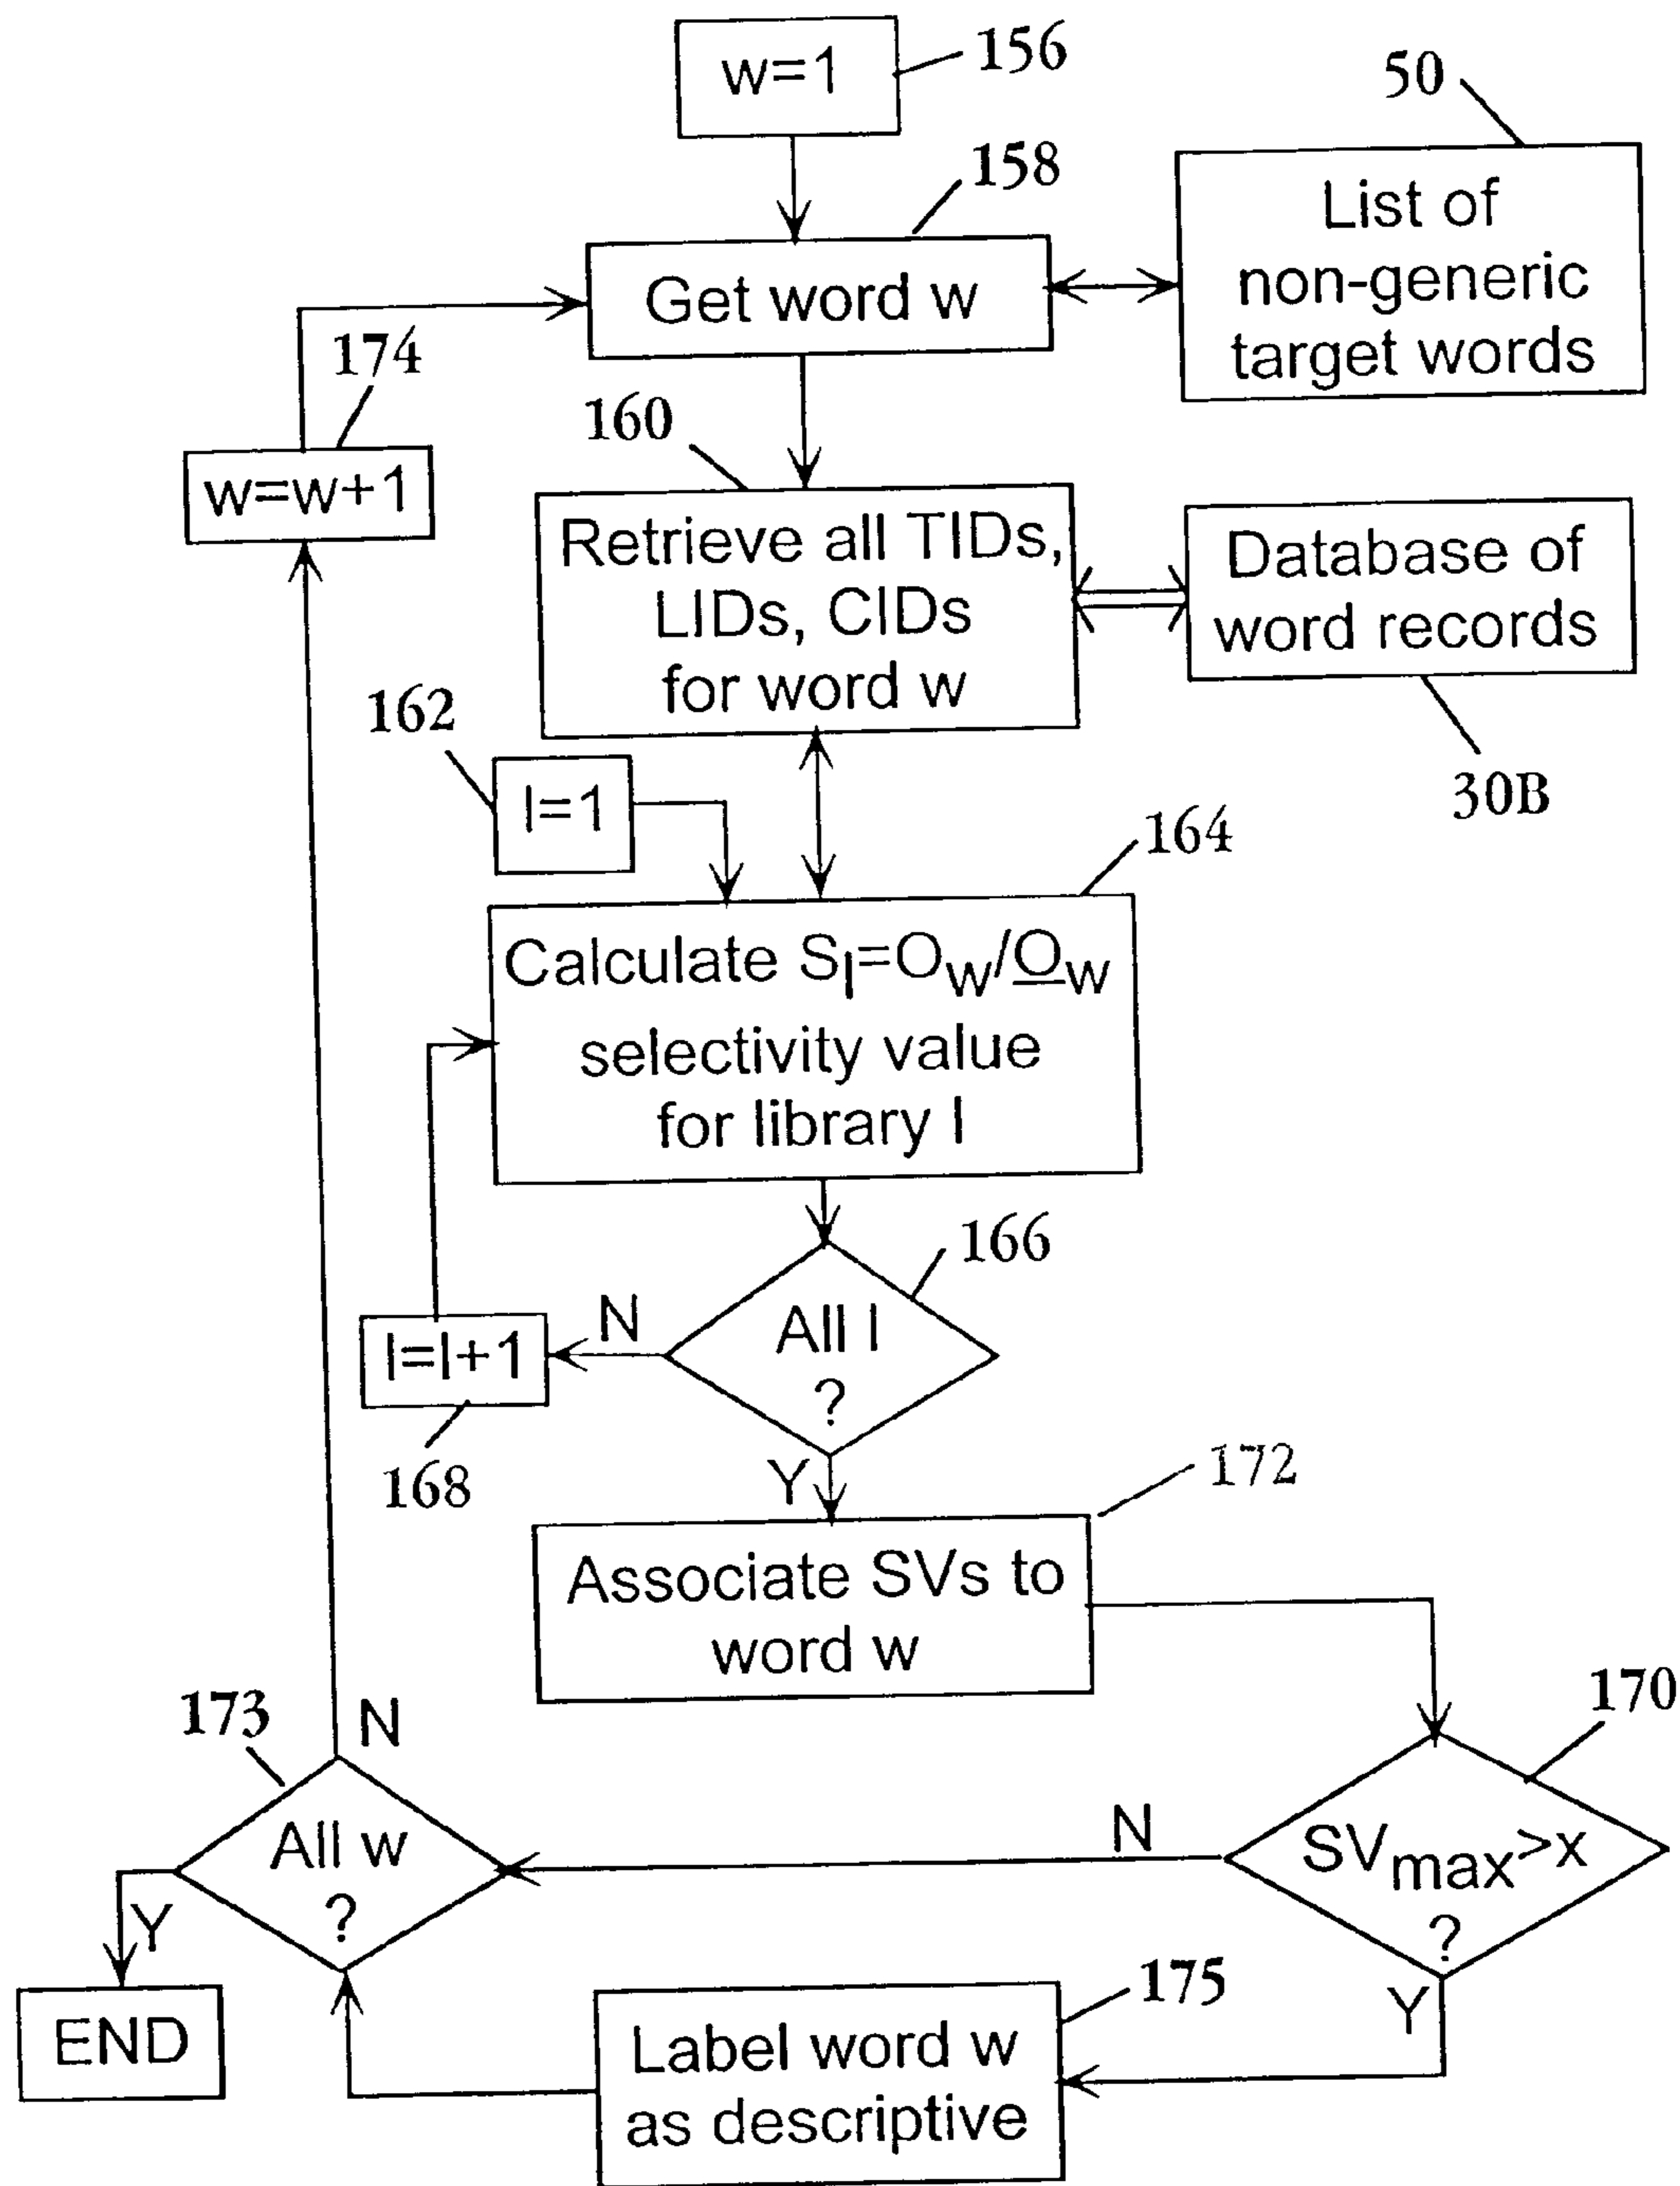 w=1
156
50
158
List of
non-generic
target words
Get word w
174
160
w=w+1
Retrieve all TIDs,
LIDs, CIDs
for word w
Database of
word records
162
30B
I=1
164
Calculate SI=OW/OW
selectivity value
for library I
166
All I
?
N
I=I+1
168
Y
172
Associate SVs to
word w
170
173
N
SVmax>x
?
N
All w
?
Y
Y
END
175
Label word w
as descriptive